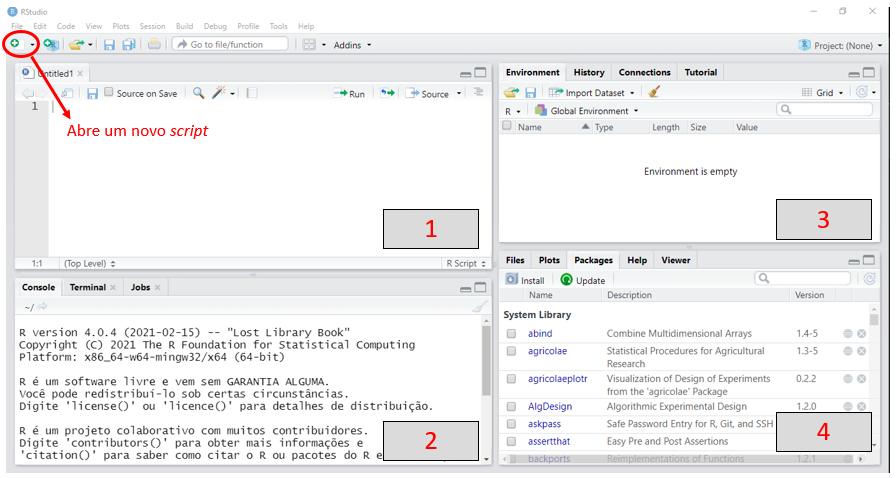 RStudio
File Edit Code View Plots Session Build Debug Profile Tools Help
Go to file/function Addins Project: (None)
Untitled1
Source on Save Run Source
1
Abre um novo script
1
1:1 (Top Level) R Script
Console Terminal Jobs
~/
R version 4.0.4 (2021-02-15) -- "Lost Library Book"
Copyright (C) 2021 The R Foundation for Statistical Computing
Platform: x86_64-w64-mingw32/x64 (64-bit)
R é um software livre e vem sem GARANTIA ALGUMA.
Você pode redistribuí-lo sob certas circunstâncias.
Digite 'license()' ou 'licence()' para detalhes de distribuição.
R é um projeto colaborativo com muitos contribuidores.
Digite 'contributors()' para obter mais informações e
'citation()' para saber como citar o R ou pacotes do R e
2
Environment History Connections Tutorial
Import Dataset Grid
R Global Environment
Name Type Length Size Value
Environment is empty
3
Files Plots Packages Help Viewer
Install Update
Name Description Version
System Library
abind Combine Multidimensional Arrays 1.4-5
agricolae Statistical Procedures for Agricultural 1.3-5
Research
agricolaeplotr Visualization of Design of Experiments 0.2.2
from the 'agricolae' Package
AlgDesign Algorithmic Experimental Design 1.2.0
askpass Safe Password Entry for R, Git, and SSH
assertthat Easy Pre and Post Assertions
backports Reimplementations of Functions 1.2.1
4